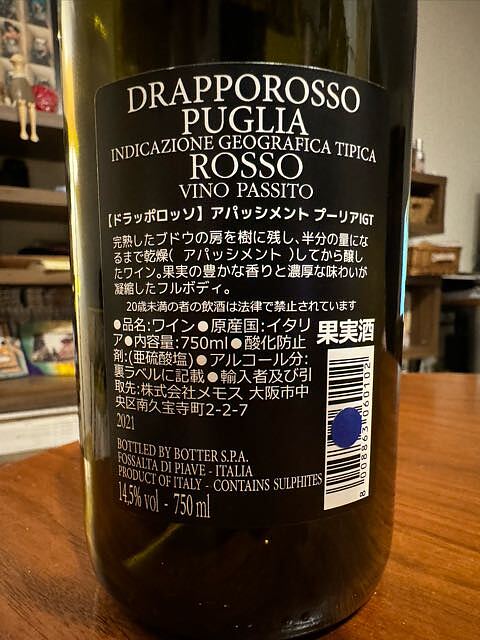 DRAPPOROSSO
PUGLIA
INDICAZIONE GEOGRAFICA TIPICA
ROSSO
VINO PASSITO
【ドラッポロッソ】 アパッシメント プーリアIGT
完熟したブドウの房を樹に残し、半分の量にな
るまで乾燥( アパッシメント )してから醸し
たワイン。果実の豊かな香りと濃厚な味わいが
凝縮したフルボディ。
20歳未満の者の飲酒は法律で禁止されています
●品名:ワイン●原産国:イタリ
ア●内容量:750ml●酸化防止
剤:(亜硫酸塩)●アルコール分:
裏ラベルに記載●輸入者及び引
取先:株式会社メモス 大阪市中
央区南久宝寺町2-2-7
2021
果実酒
8 008863 060102
BOTTLED BY BOTTER S.P.A.
FOSSALTA DI PIAVE - ITALIA
PRODUCT OF ITALY - CONTAINS SULPHITES
14,5% vol - 750 ml